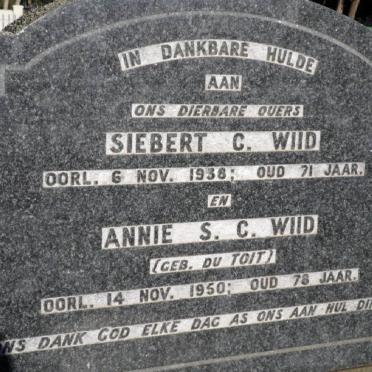 IN DANKBARE HULDE
AAN
ONS DIERBARE OUERS
SIEBERT C. WIID
OORL. 6 NOV. 1938; OUD 71 JAAR.
EN
ANNIE S. C. WIID
(GEB. DU TOIT)
OORL. 14 NOV. 1950; OUD 78 JAAR.
ONS DANK GOD ELKE DAG AS ONS AAN HUL DI